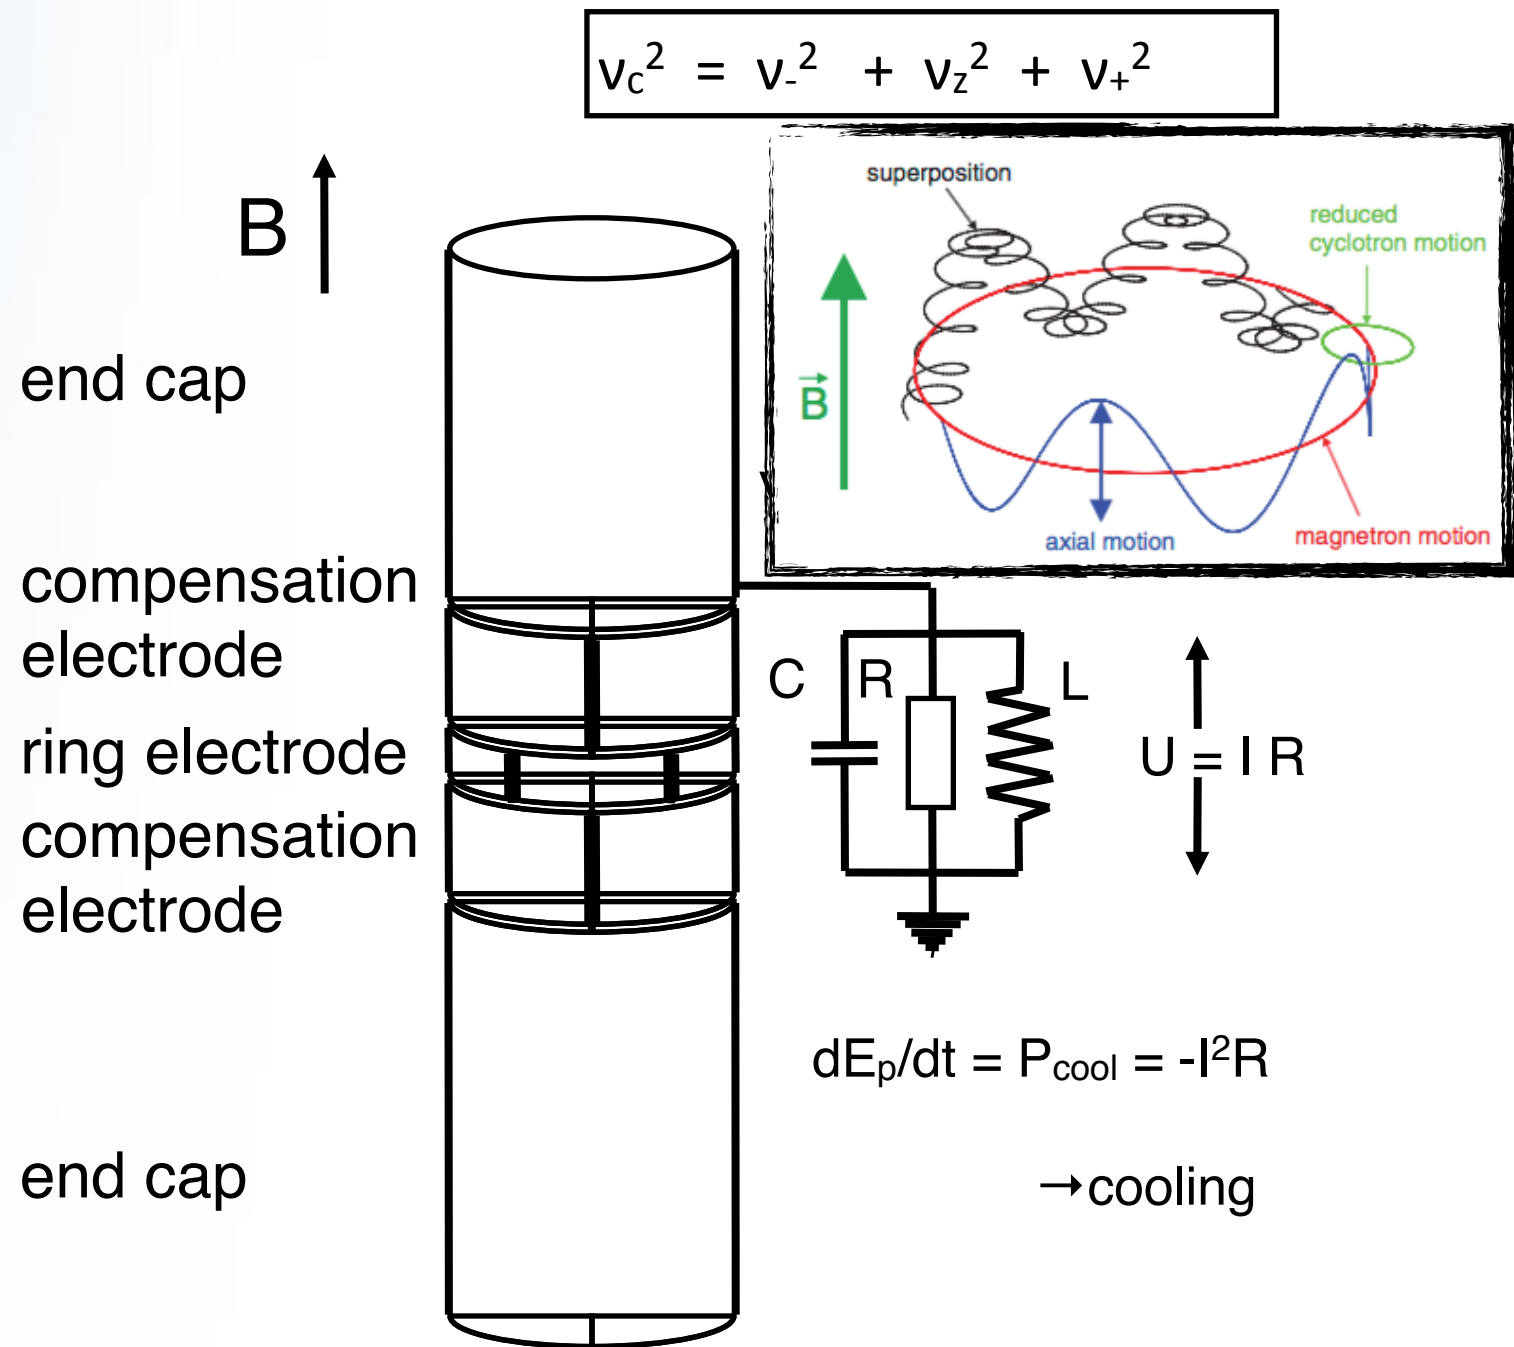 νc² = ν-² + νz² + ν+²
B
superposition
reduced
cyclotron motion
B
axial motion
magnetron motion
end cap
compensation
electrode
ring electrode
compensation
electrode
end cap
C R L
U = I R
dEp/dt = Pcool = -I²R
→cooling